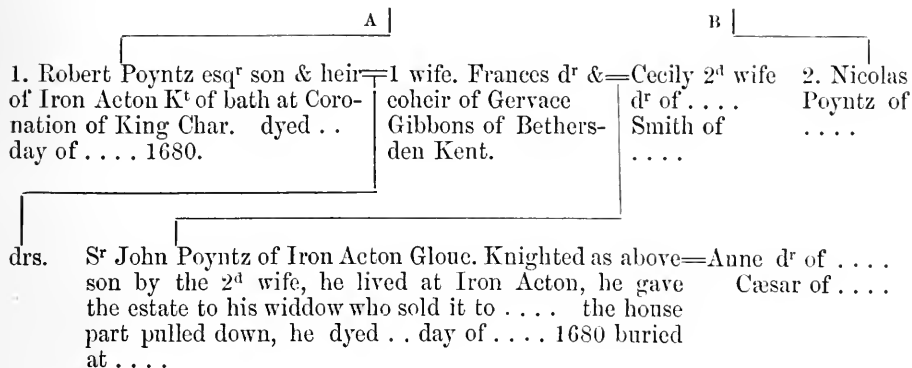 A B
1. Robert Poyntz esqʳ son & heir=1 wife. Frances dʳ &=Cecily 2ᵈ wife 2. Nicolas
of Iron Acton Kᵗ of bath at Coro- coheir of Gervace dʳ of . . . . Poyntz of
nation of King Char. dyed . . Gibbons of Bethers- Smith of . . . .
day of . . . . 1680. den Kent. . . . .
drs. Sʳ John Poyntz of Iron Acton Glouc. Knighted as above=Anne dʳ of . . . .
son by the 2ᵈ wife, he lived at Iron Acton, he gave Cæsar of . . . .
the estate to his widdow who sold it to . . . . the house
part pulled down, he dyed . . day of . . . . 1680 buried
at . . . .